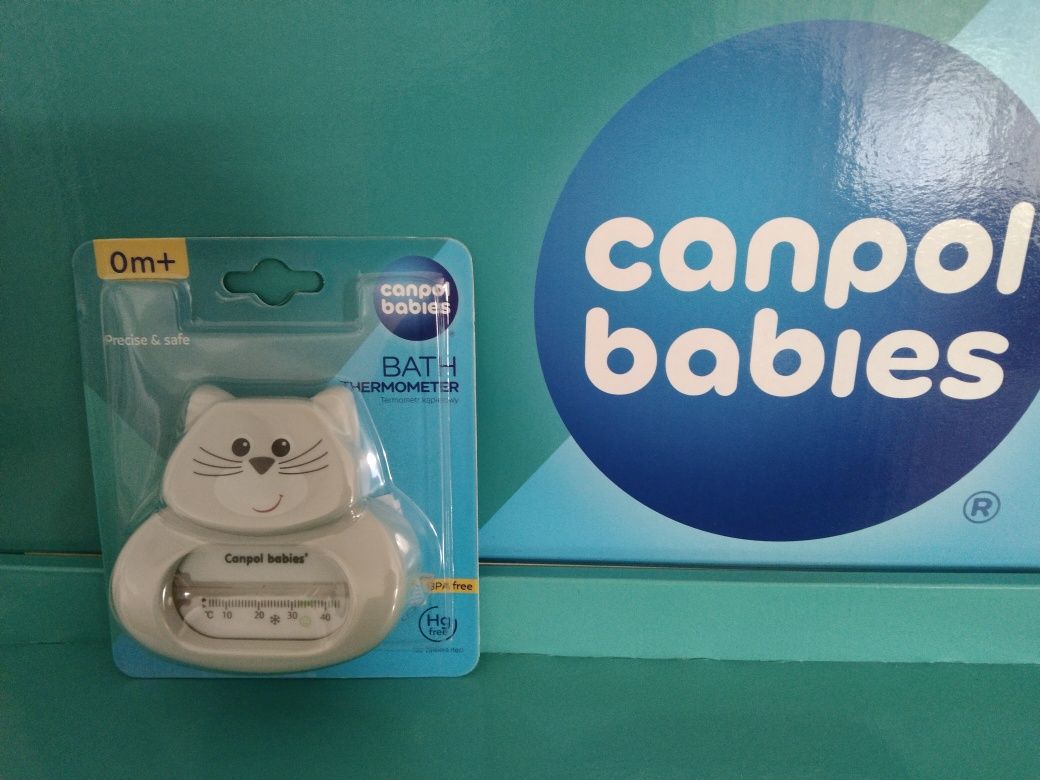 canpol
babies
®
0m+
canpol
babies
Precise & safe
BATH
THERMOMETER
Termometr kąpielowy
Canpol babies®
°C 10 20 30 40
BPA free
Hg
free